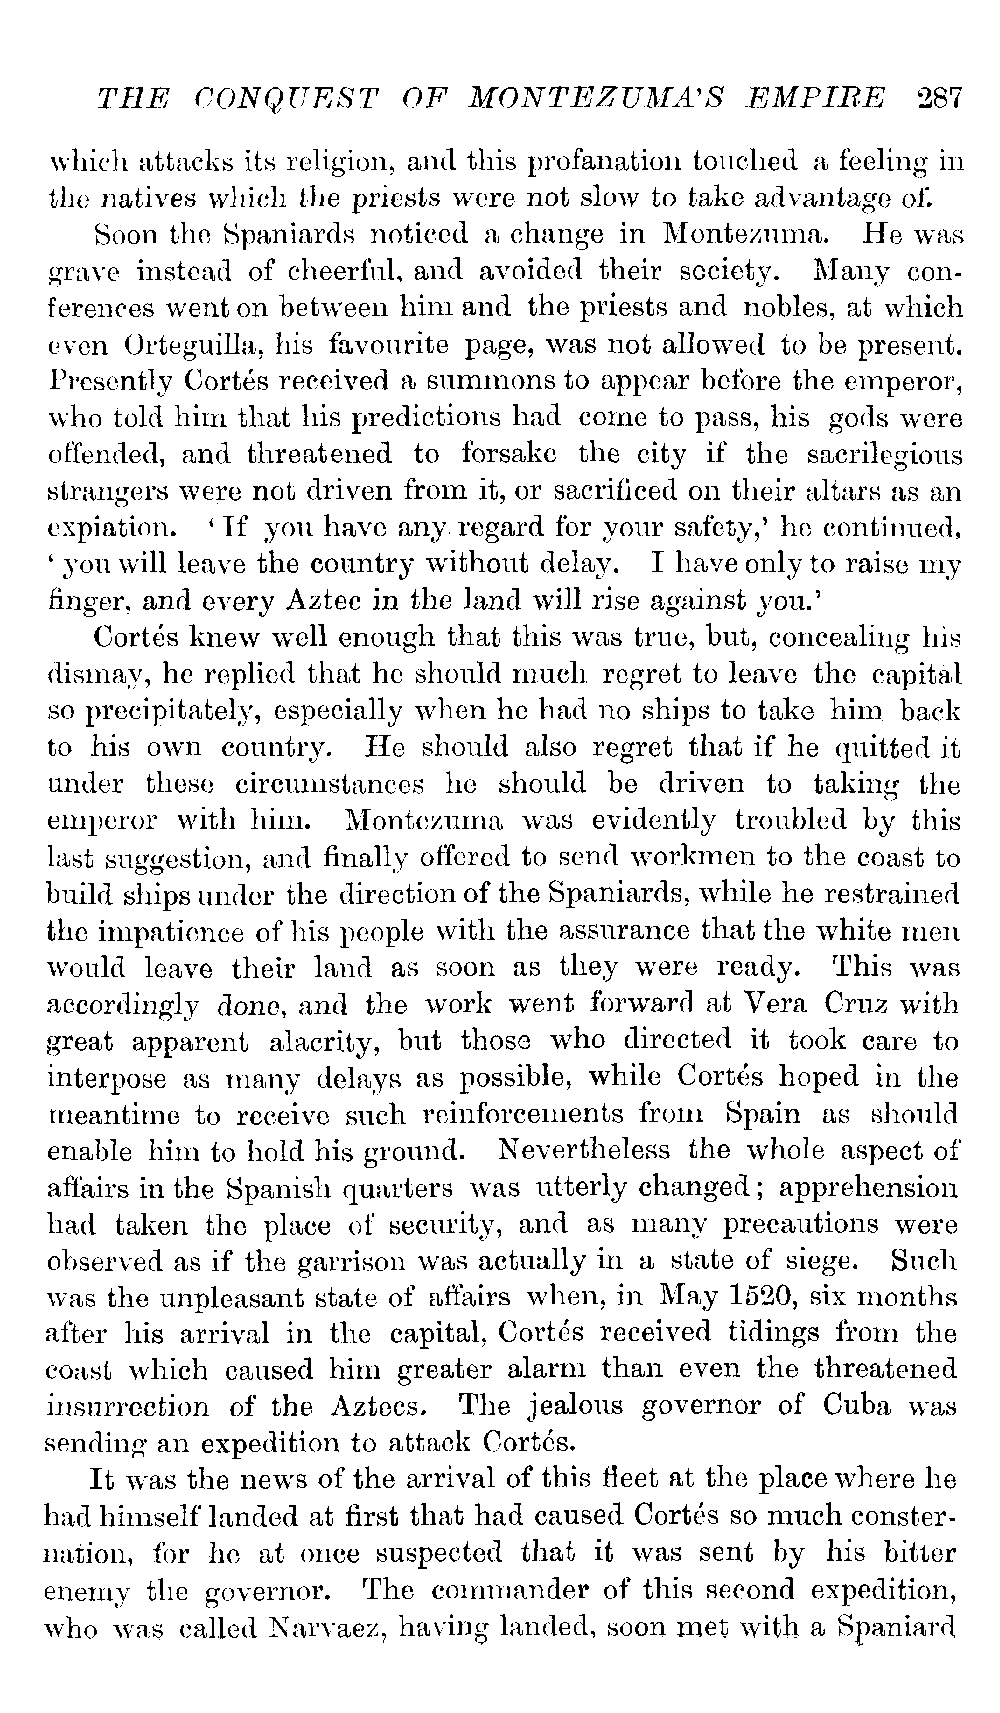 THE CONQUEST OF MONTEZUMA'S EMPIRE 287
which attacks its religion, and this profanation touched a feeling in
the natives which the priests were not slow to take advantage of.
Soon the Spaniards noticed a change in Montezuma. He was
grave instead of cheerful, and avoided their society. Many con-
ferences went on between him and the priests and nobles, at which
even Orteguilla, his favourite page, was not allowed to be present.
Presently Cortés received a summons to appear before the emperor,
who told him that his predictions had come to pass, his gods were
offended, and threatened to forsake the city if the sacrilegious
strangers were not driven from it, or sacrificed on their altars as an
expiation. ‘If you have any regard for your safety,’ he continued,
‘you will leave the country without delay. I have only to raise my
finger, and every Aztec in the land will rise against you.’
Cortés knew well enough that this was true, but, concealing his
dismay, he replied that he should much regret to leave the capital
so precipitately, especially when he had no ships to take him back
to his own country. He should also regret that if he quitted it
under these circumstances he should be driven to taking the
emperor with him. Montezuma was evidently troubled by this
last suggestion, and finally offered to send workmen to the coast to
build ships under the direction of the Spaniards, while he restrained
the impatience of his people with the assurance that the white men
would leave their land as soon as they were ready. This was
accordingly done, and the work went forward at Vera Cruz with
great apparent alacrity, but those who directed it took care to
interpose as many delays as possible, while Cortés hoped in the
meantime to receive such reinforcements from Spain as should
enable him to hold his ground. Nevertheless the whole aspect of
affairs in the Spanish quarters was utterly changed; apprehension
had taken the place of security, and as many precautions were
observed as if the garrison was actually in a state of siege. Such
was the unpleasant state of affairs when, in May 1520, six months
after his arrival in the capital, Cortés received tidings from the
coast which caused him greater alarm than even the threatened
insurrection of the Aztecs. The jealous governor of Cuba was
sending an expedition to attack Cortés.
It was the news of the arrival of this fleet at the place where he
had himself landed at first that had caused Cortés so much conster-
nation, for he at once suspected that it was sent by his bitter
enemy the governor. The commander of this second expedition,
who was called Narvaez, having landed, soon met with a Spaniard